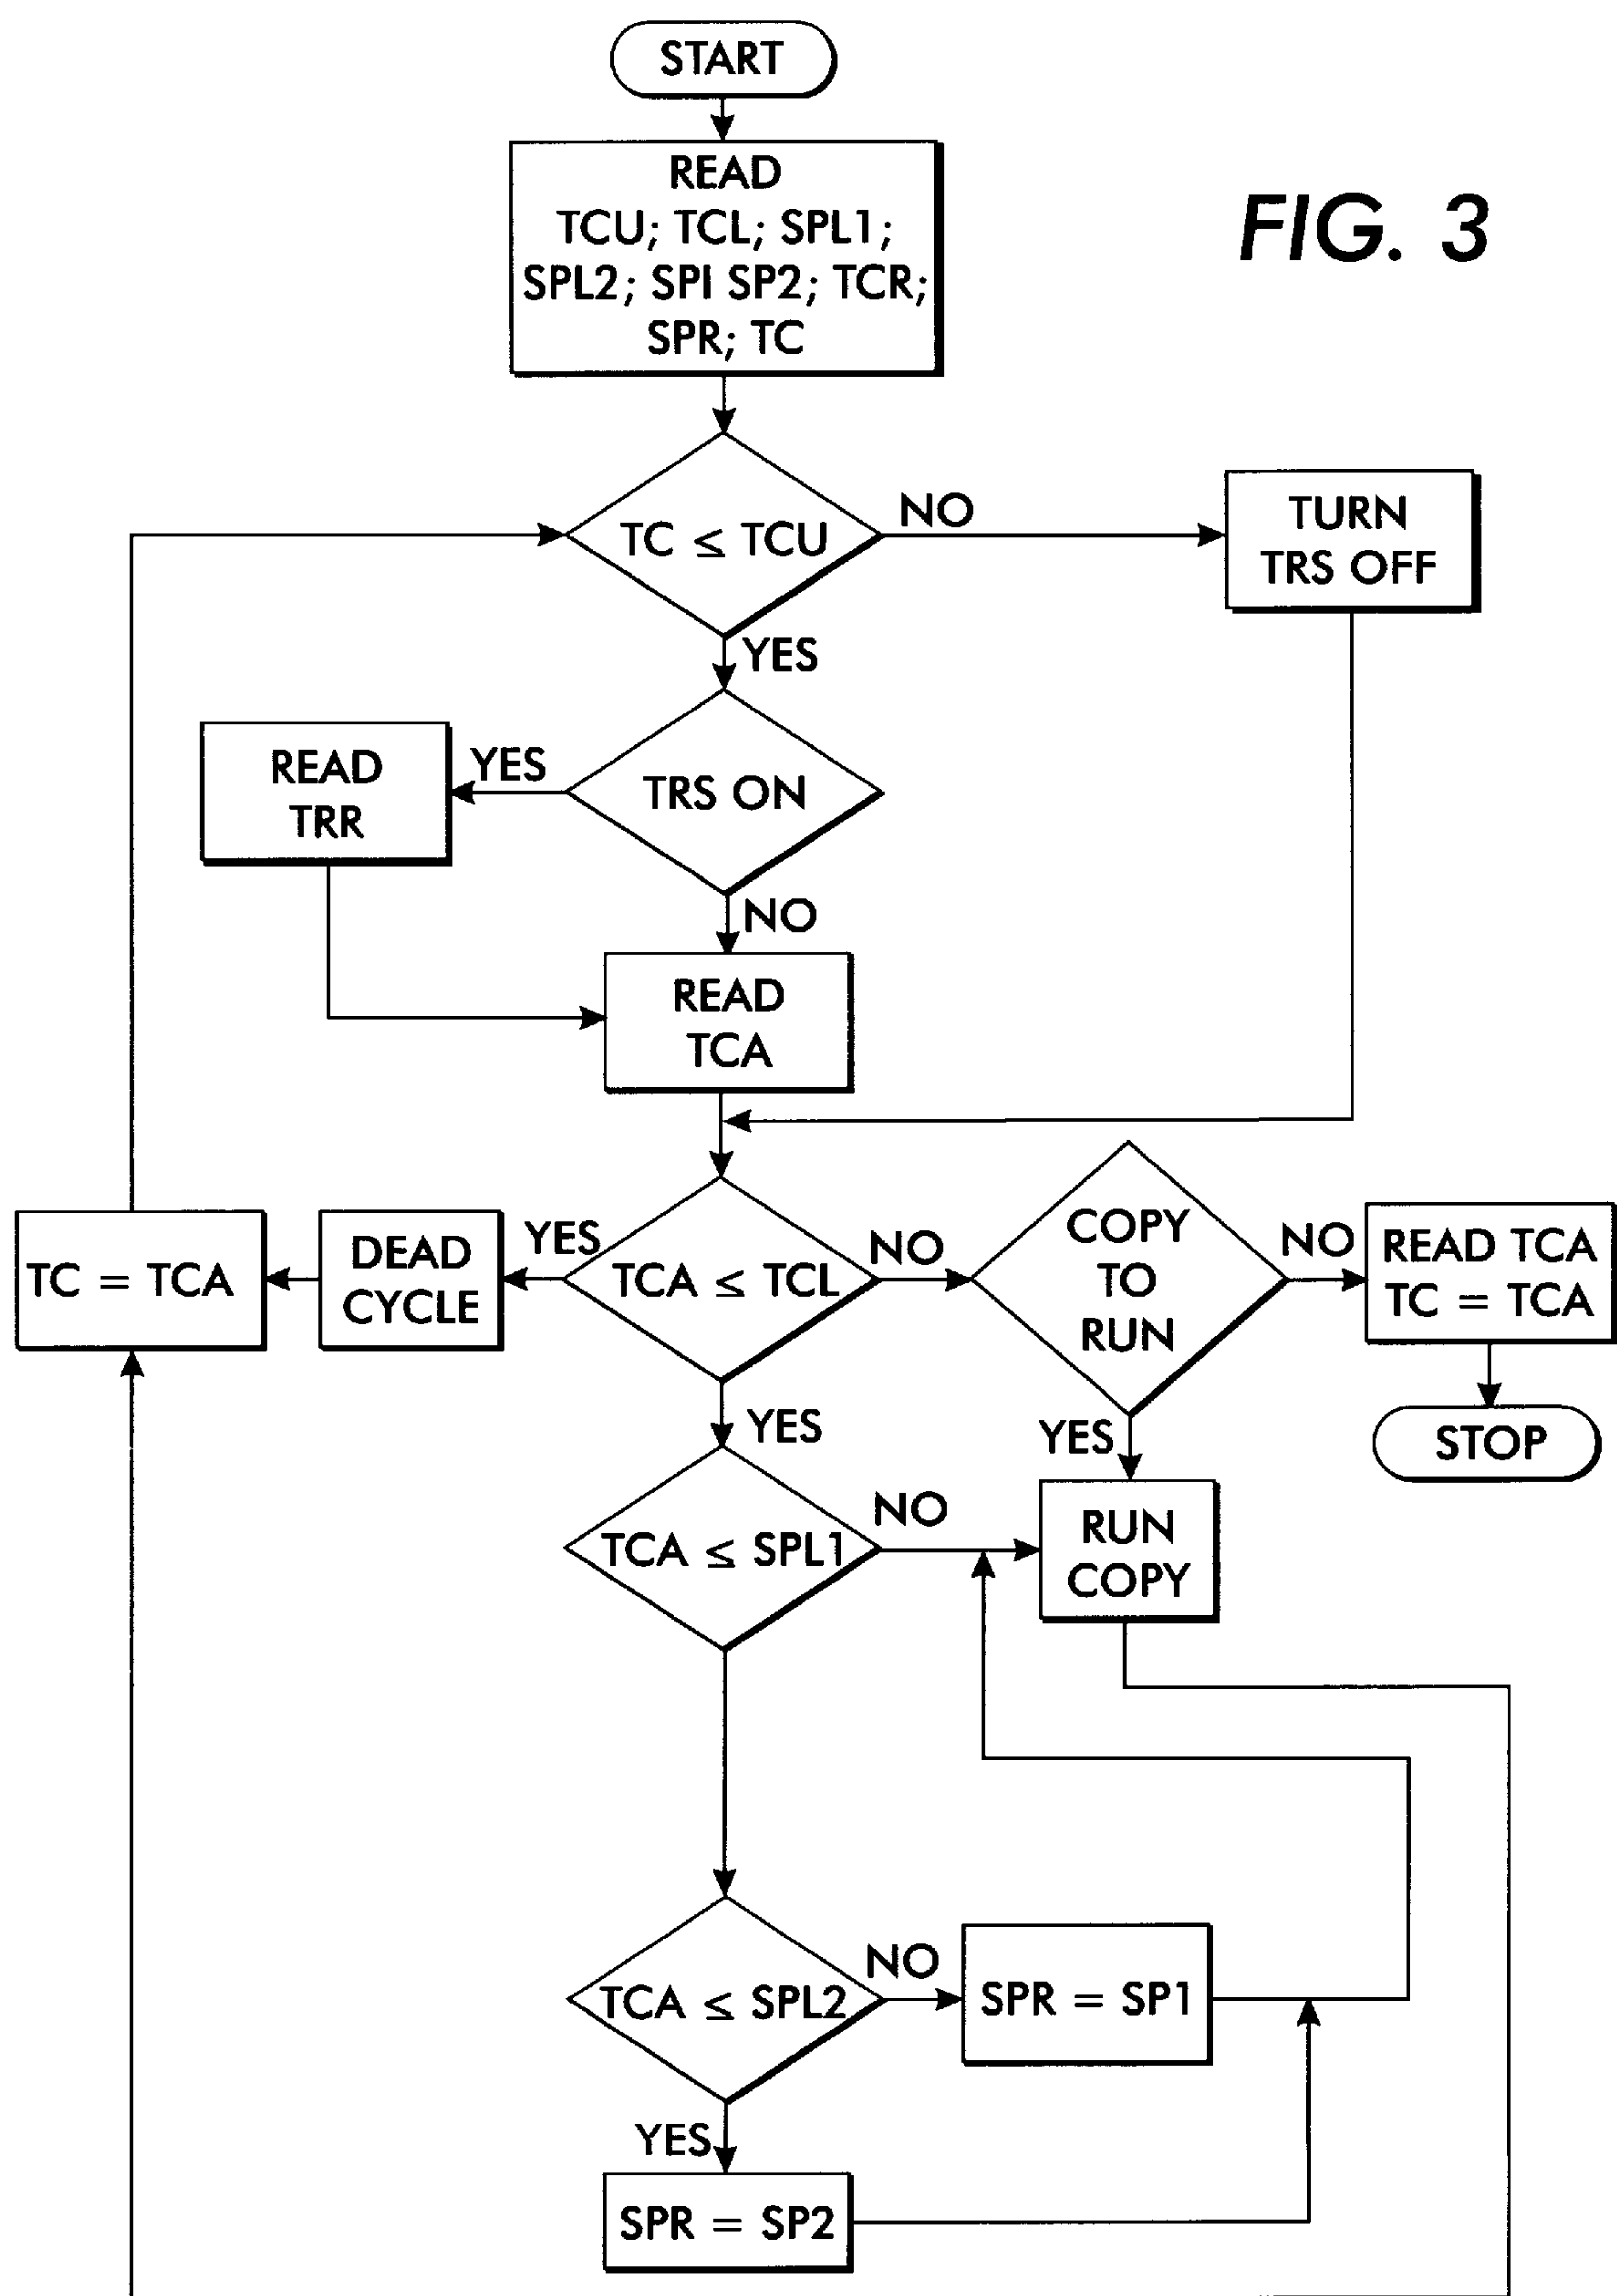 START
READ
TCU; TCL; SPL1;
SPL2; SPI SP2; TCR;
SPR; TC
FIG. 3
TC ≤ TCU
NO
TURN
TRS OFF
YES
READ
TRR
YES
TRS ON
NO
READ
TCA
TC = TCA
DEAD
CYCLE
YES
TCA ≤ TCL
NO
COPY
TO
RUN
NO
READ TCA
TC = TCA
YES
YES
STOP
TCA ≤ SPL1
NO
RUN
COPY
TCA ≤ SPL2
NO
SPR = SP1
YES
SPR = SP2